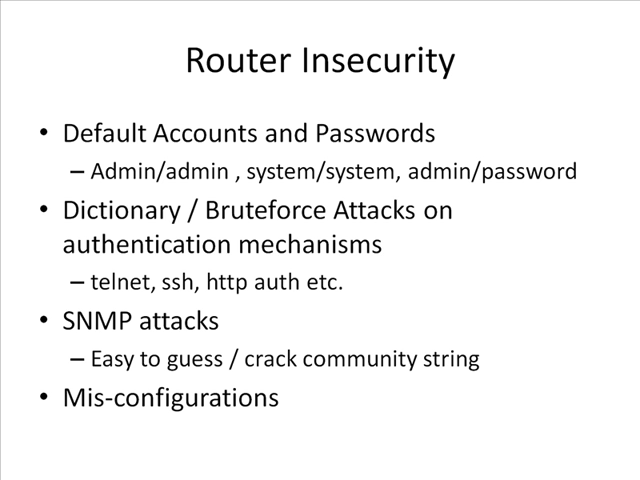 Router Insecurity
• Default Accounts and Passwords
– Admin/admin , system/system, admin/password
• Dictionary / Bruteforce Attacks on
authentication mechanisms
– telnet, ssh, http auth etc.
• SNMP attacks
– Easy to guess / crack community string
• Mis-configurations